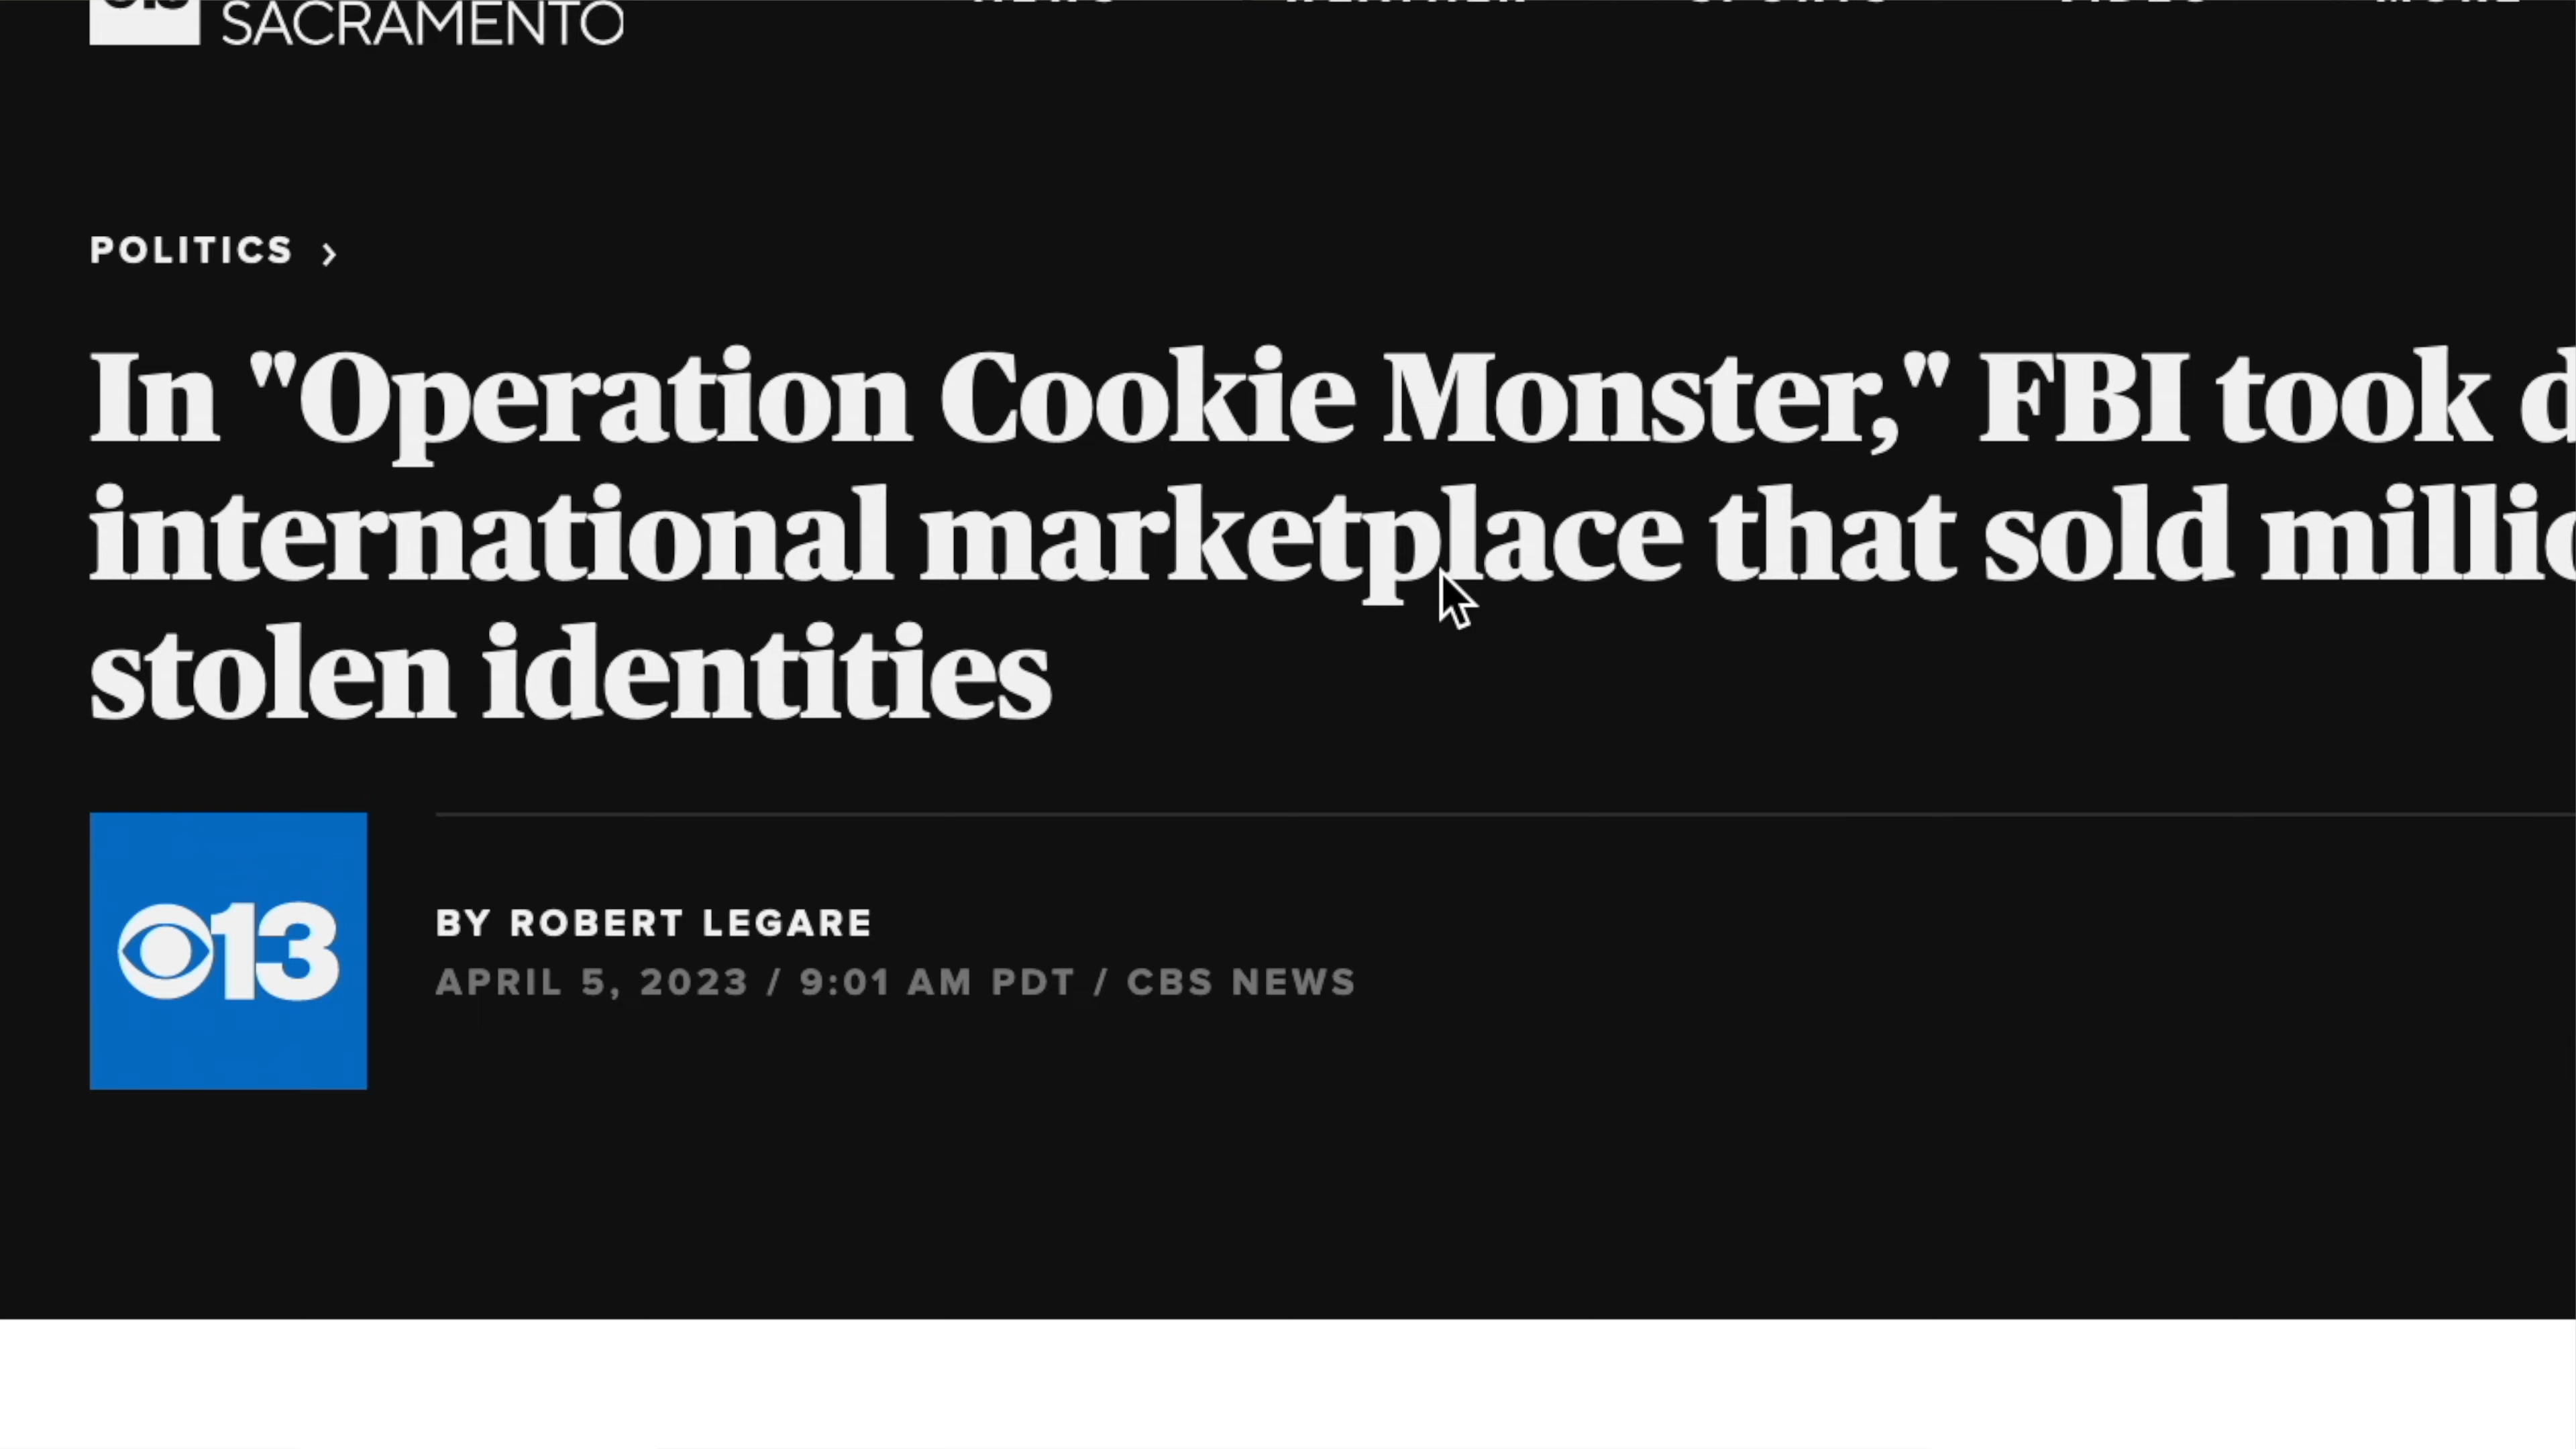 SACRAMENTO
POLITICS >
In "Operation Cookie Monster," FBI took
international marketplace that sold
stolen identities
13
BY ROBERT LEGARE
APRIL 5, 2023 / 9:01 AM PDT / CBS NEWS